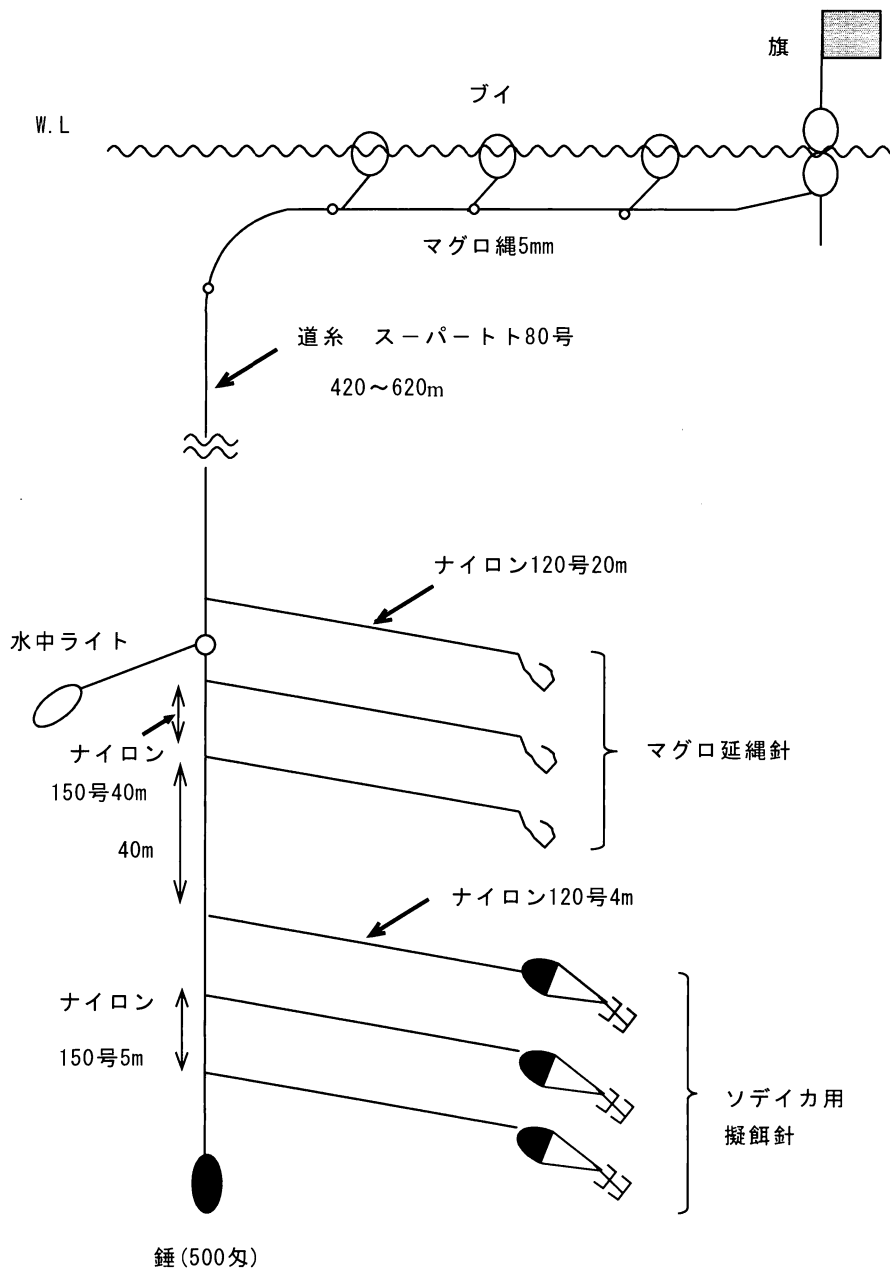 旗
ブイ
W.L
マグロ縄5mm
道糸　スーパートト80号
420～620m
ナイロン120号20m
水中ライト
ナイロン
150号40m
マグロ延縄針
40m
ナイロン120号4m
ナイロン
150号5m
ソデイカ用
擬餌針
錘(500匁)